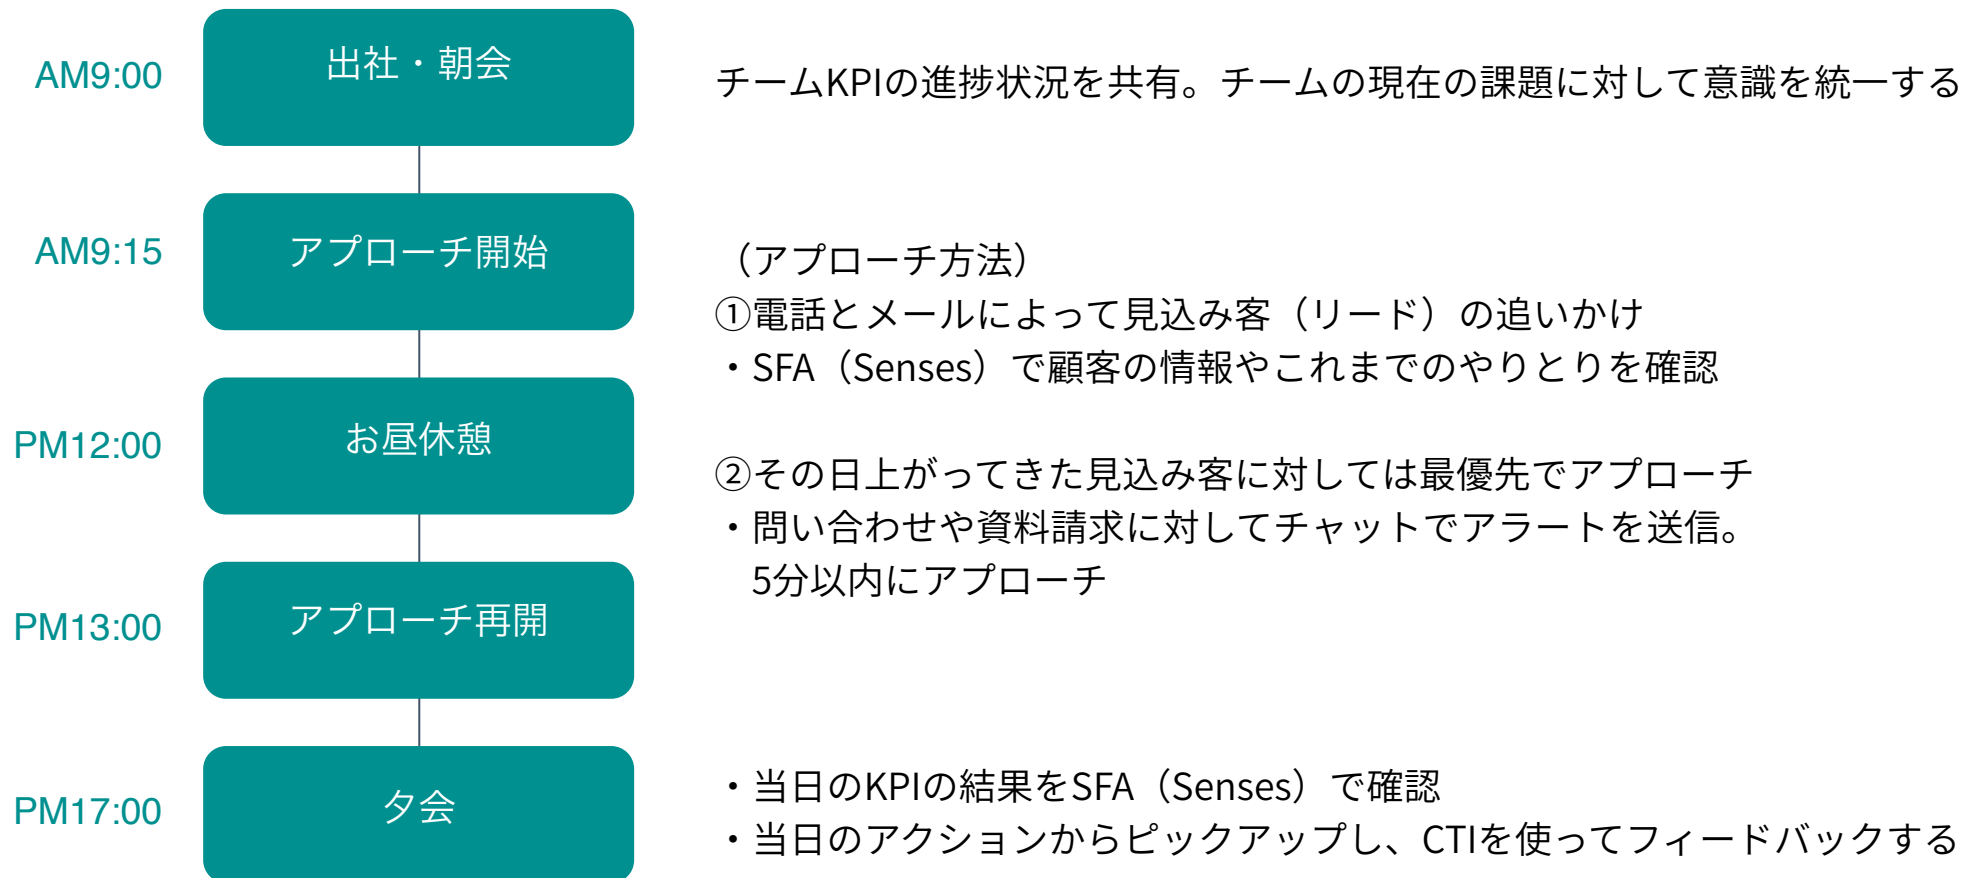 AM9:00
出社・朝会
チームKPIの進捗状況を共有。チームの現在の課題に対して意識を統一する
AM9:15
アプローチ開始
（アプローチ方法）
①電話とメールによって見込み客（リード）の追いかけ
・SFA（Senses）で顧客の情報やこれまでのやりとりを確認
PM12:00
お昼休憩
②その日上がってきた見込み客に対しては最優先でアプローチ
・問い合わせや資料請求に対してチャットでアラートを送信。
5分以内にアプローチ
PM13:00
アプローチ再開
PM17:00
夕会
・当日のKPIの結果をSFA（Senses）で確認
・当日のアクションからピックアップし、CTIを使ってフィードバックする